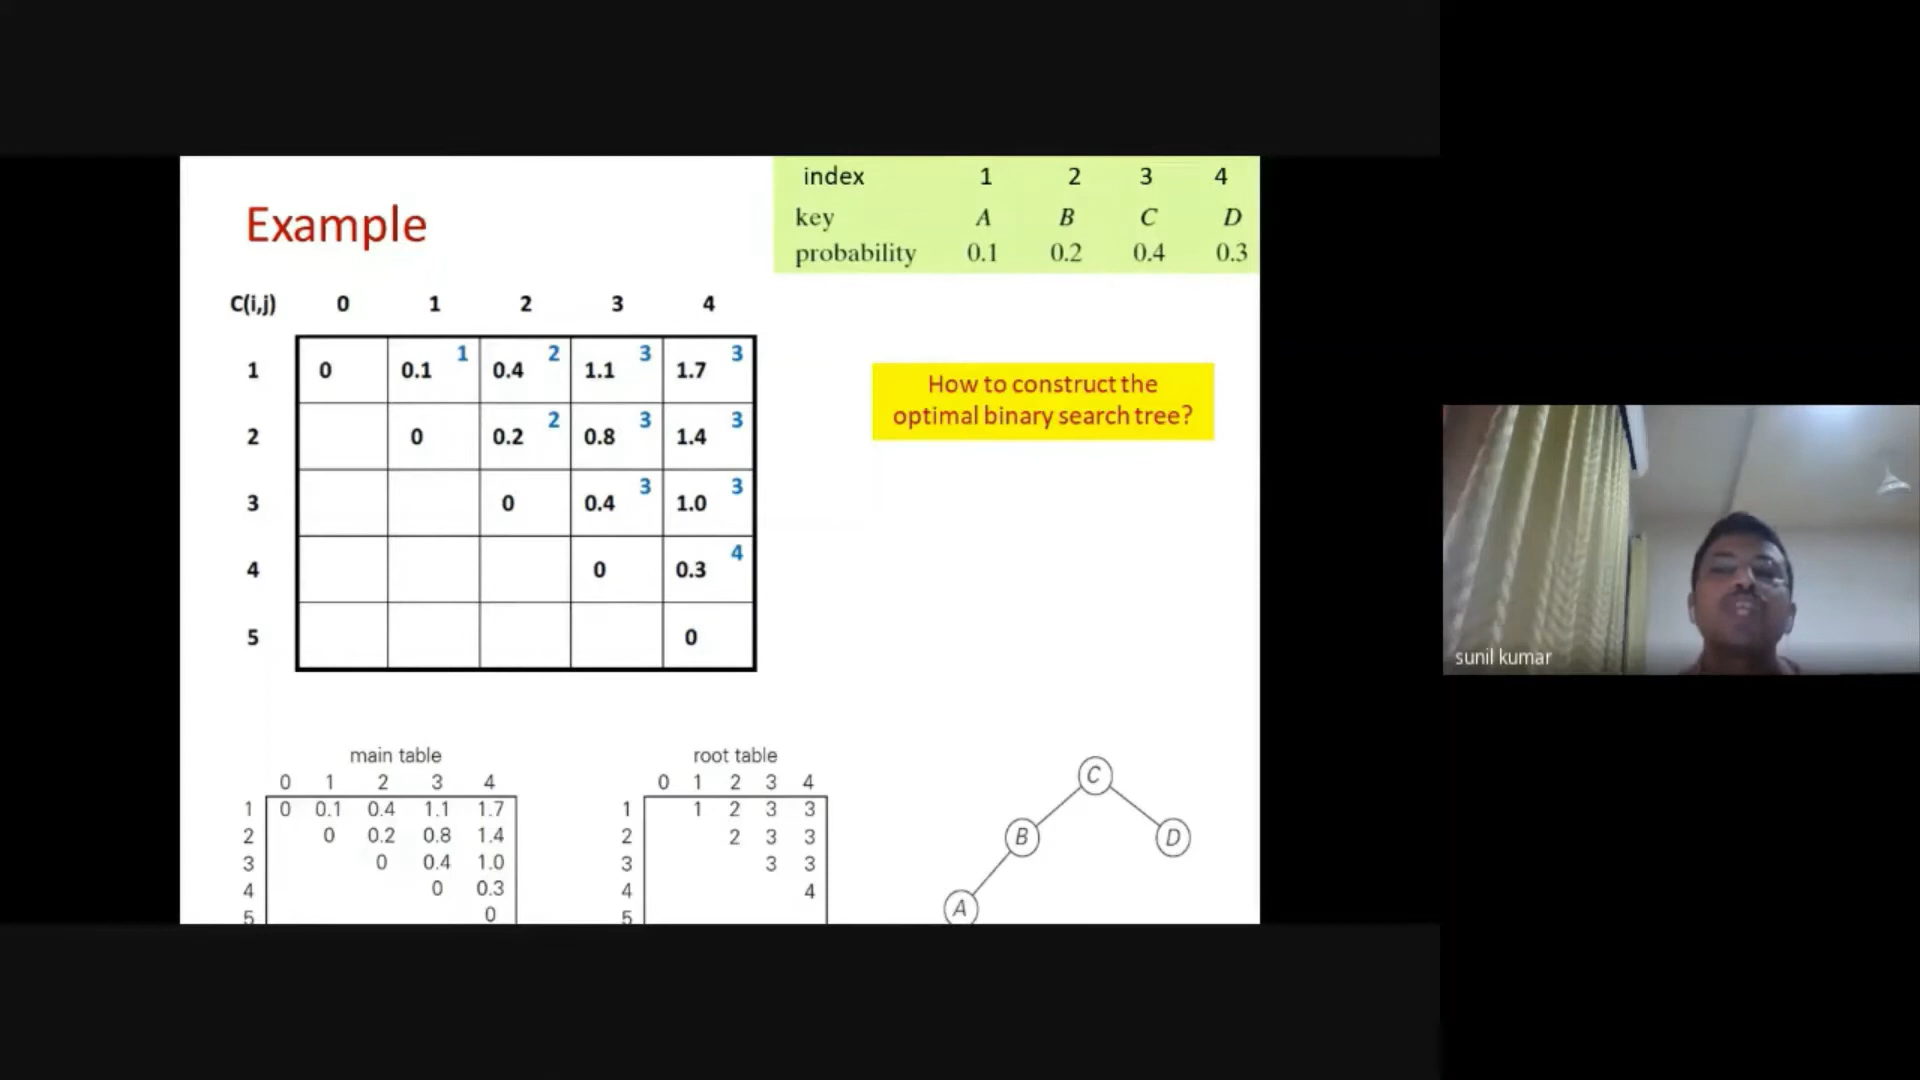 Example
index 1 2 3 4
key A B C D
probability 0.1 0.2 0.4 0.3
C(i,j) 0 1 2 3 4
1 0 0.1 1 0.4 2 1.1 3 1.7 3
2 0 0.2 2 0.8 3 1.4 3
3 0 0.4 3 1.0 3
4 0 0.3 4
5 0
How to construct the
optimal binary search tree?
main table
0 1 2 3 4
1 0 0.1 0.4 1.1 1.7
2 0 0.2 0.8 1.4
3 0 0.4 1.0
4 0 0.3
5 0
root table
0 1 2 3 4
1 1 2 3 3
2 2 3 3
3 3 3
4 4
5
C
B D
A
sunil kumar